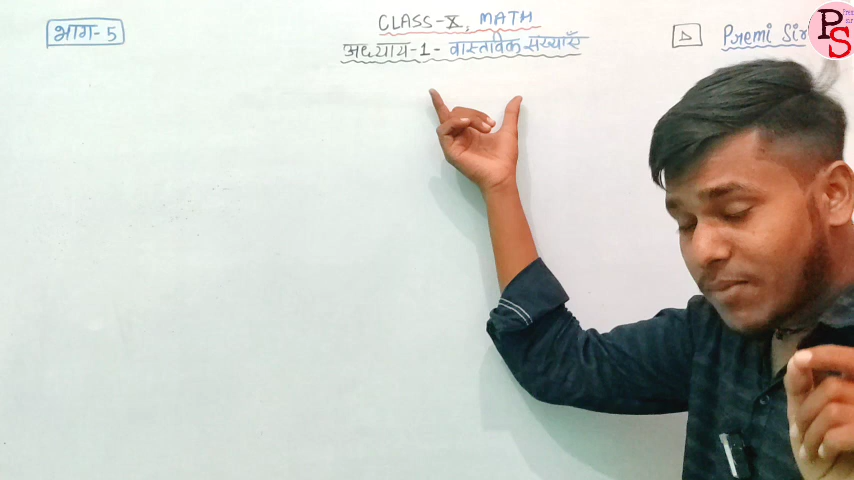 भाग-5
CLASS-X, MATH
अध्याय-1- वास्तविक संख्याएँ
Premi Sir
PS